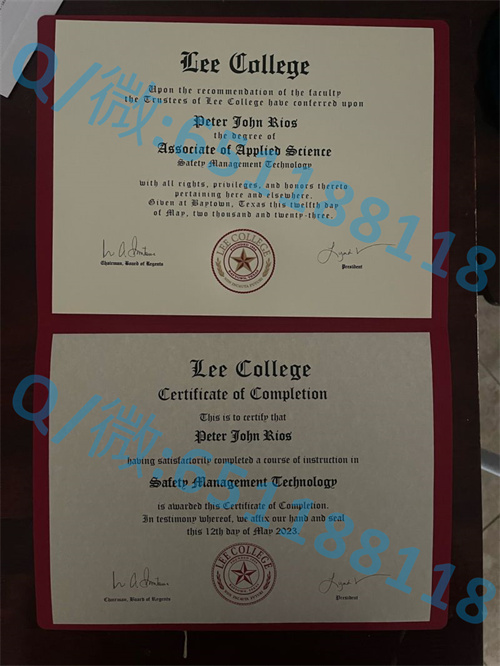 Lee College
Upon the recommendation of the faculty
the Trustees of Lee College have conferred upon
Peter John Rios
the degree of
Associate of Applied Science
Safety Management Technology
with all rights, privileges, and honors thereto
pertaining here and elsewhere.
Given at Baytown, Texas this twelfth day
of May, two thousand and twenty-three.
LEE COLLEGE
Chairman, Board of Regents
President
Q/微:651188118
Lee College
Certificate of Completion
This is to certify that
Peter John Rios
having satisfactorily completed a course of instruction in
Safety Management Technology
is awarded this Certificate of Completion.
In testimony whereof, we affix our hand and seal
this 12th day of May 2023.
LEE COLLEGE
Chairman, Board of Regents
President
Q/微:651188118